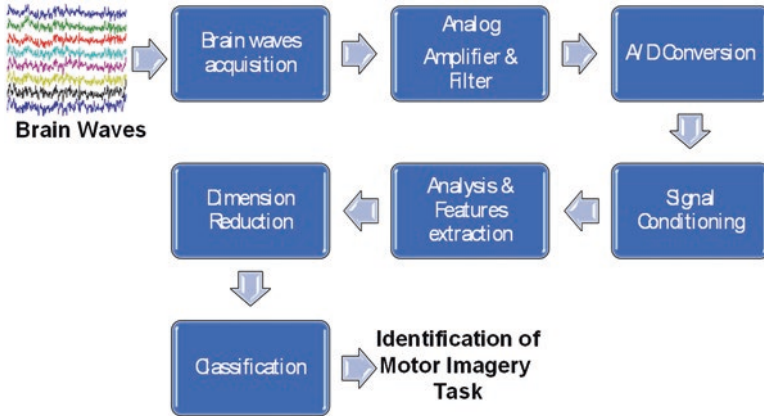 Brain Waves
Brain waves
acquisition
Analog
Amplifier &
Filter
A/D Conversion
Signal
Conditioning
Analysis &
Features
extraction
Dimension
Reduction
Classification
Identification of
Motor Imagery
Task